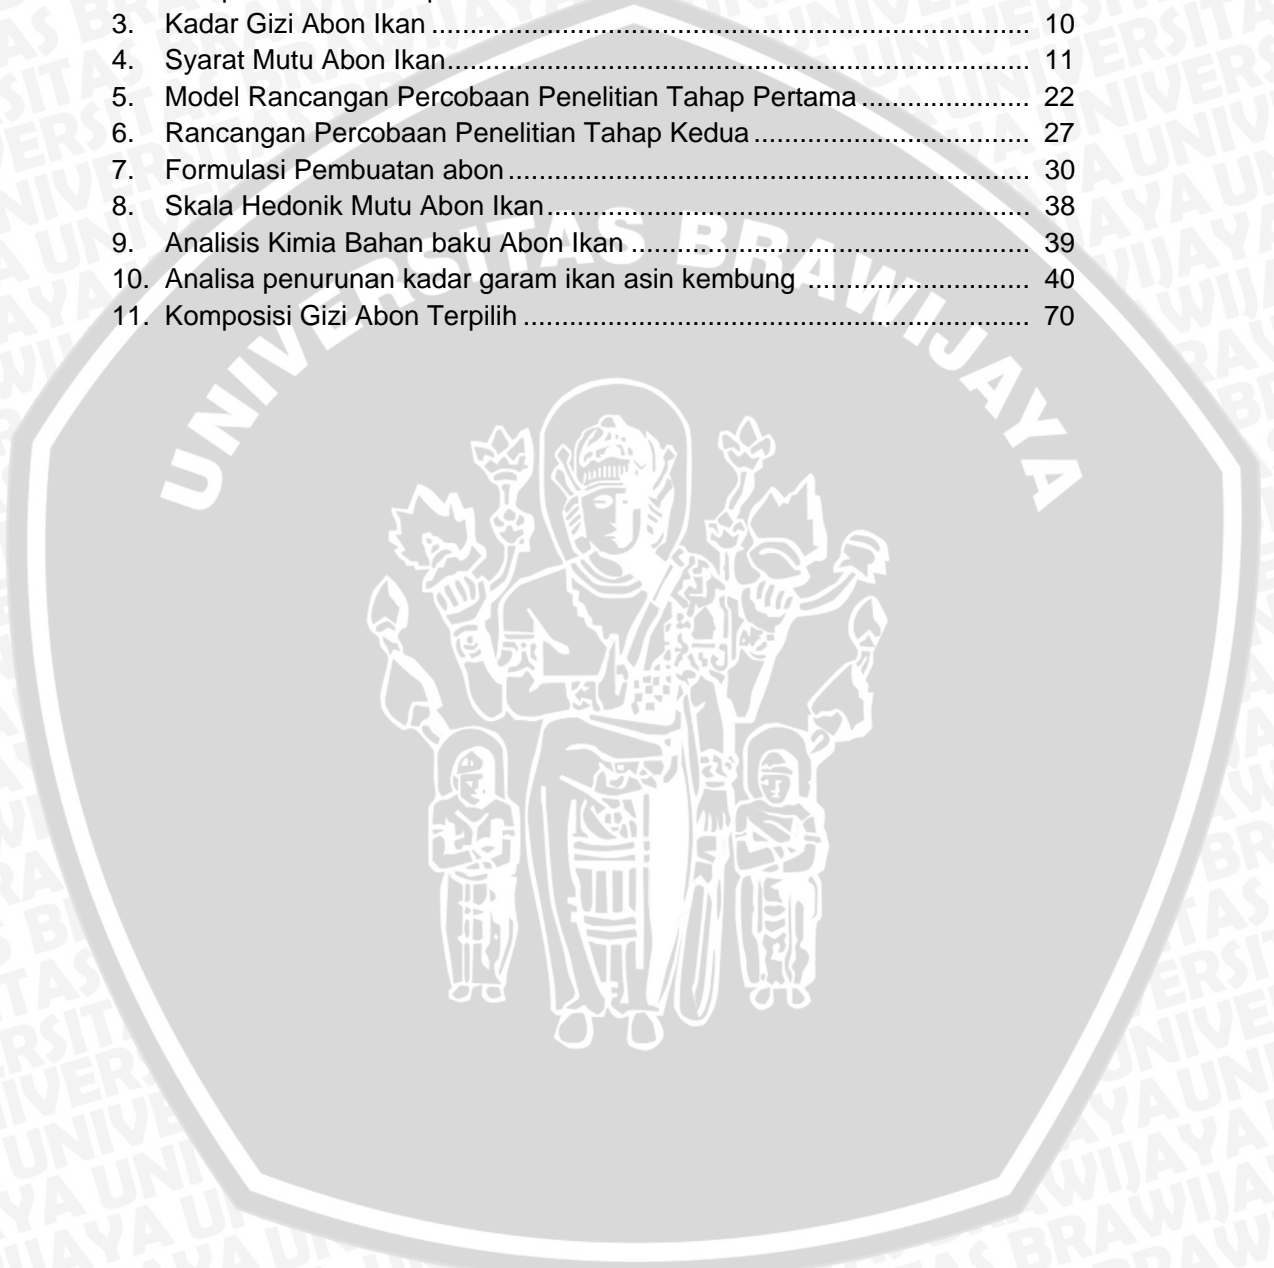 3. Kadar Gizi Abon Ikan ........................................................................... 10
4. Syarat Mutu Abon Ikan......................................................................... 11
5. Model Rancangan Percobaan Penelitian Tahap Pertama ..................... 22
6. Rancangan Percobaan Penelitian Tahap Kedua ................................... 27
7. Formulasi Pembuatan abon .................................................................. 30
8. Skala Hedonik Mutu Abon Ikan............................................................. 38
9. Analisis Kimia Bahan baku Abon Ikan .................................................. 39
10. Analisa penurunan kadar garam ikan asin kembung ............................ 40
11. Komposisi Gizi Abon Terpilih ................................................................ 70
UNIVERSITAS BRAWIJAYA